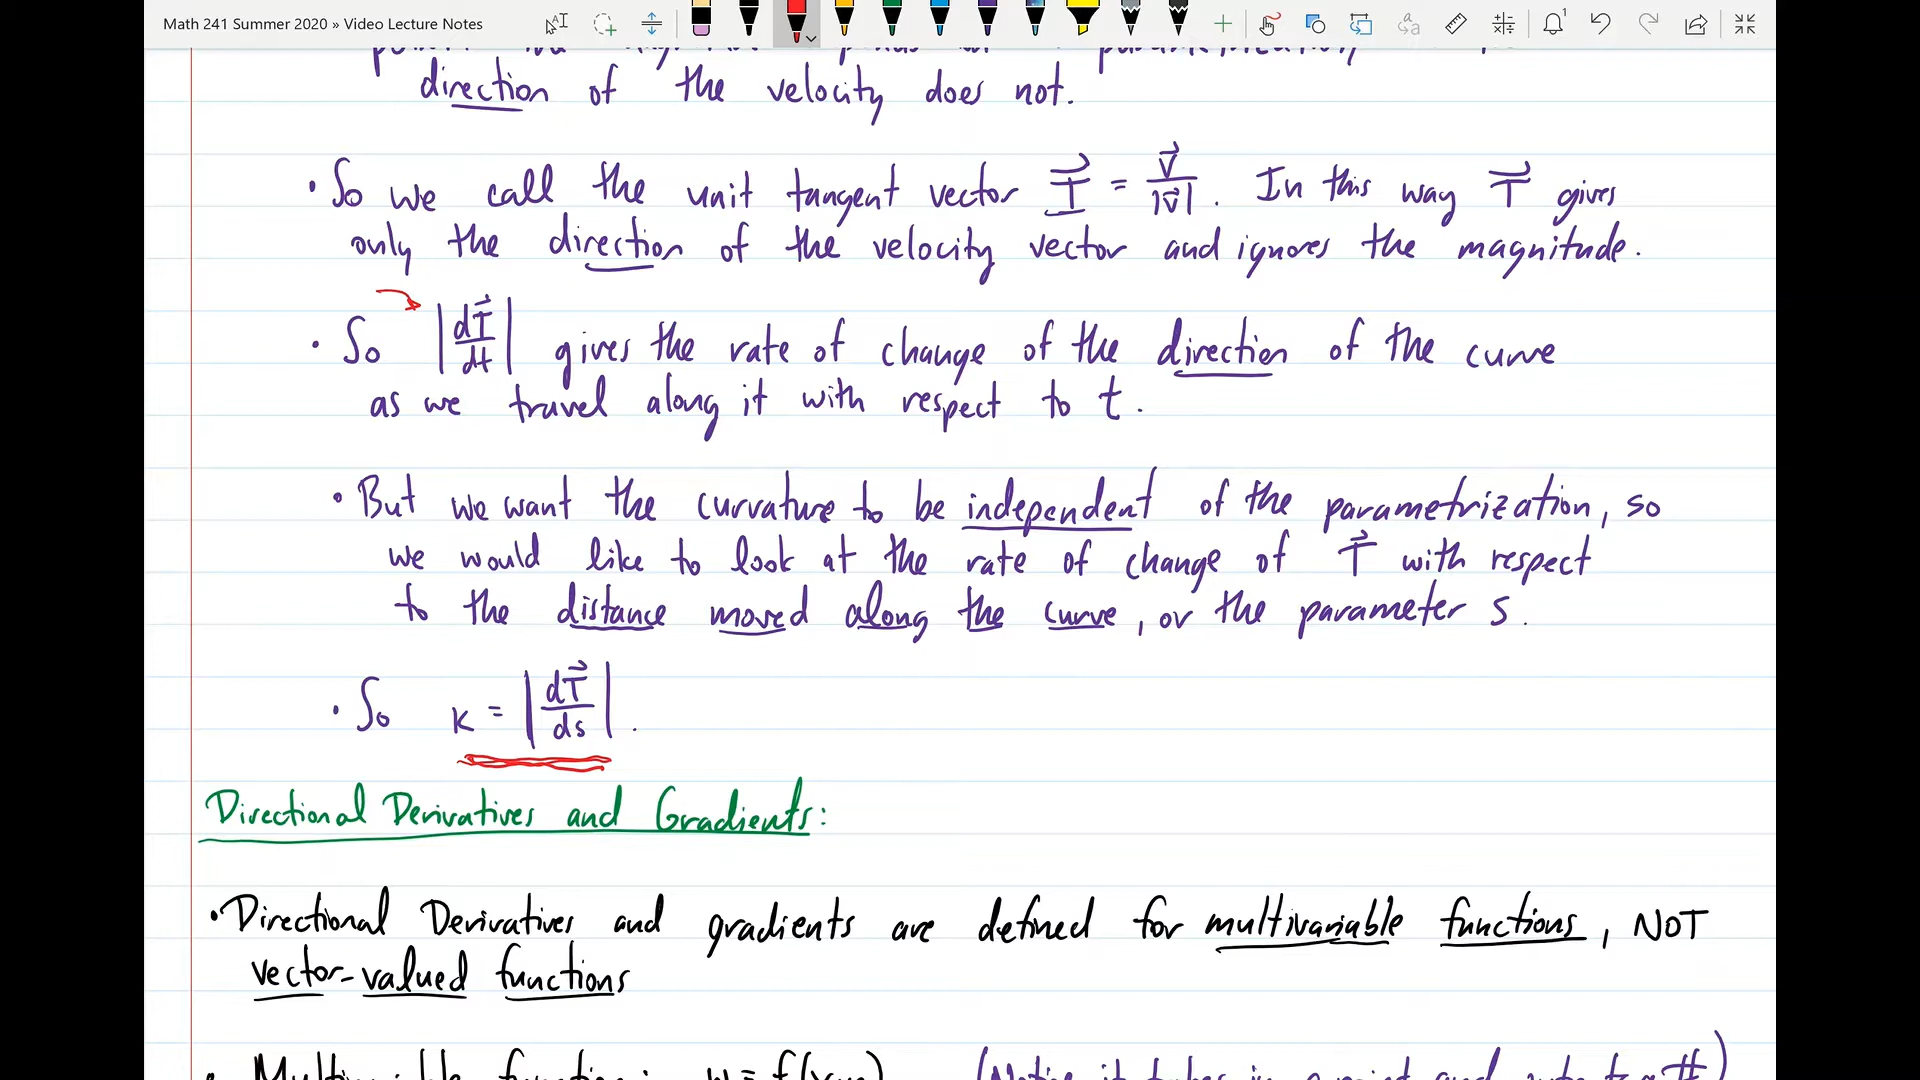 Math 241 Summer 2020 » Video Lecture Notes
direction of the velocity does not.
• So we call the unit tangent vector T⃗ = v⃗/|v⃗|. In this way T⃗ gives
only the direction of the velocity vector and ignores the magnitude.
• So |dT⃗/dt| gives the rate of change of the direction of the curve
as we travel along it with respect to t.
• But we want the curvature to be independent of the parametrization, so
we would like to look at the rate of change of T⃗ with respect
to the distance moved along the curve, or the parameter s.
• So κ = |dT⃗/ds|.
Directional Derivatives and Gradients:
• Directional Derivatives and gradients are defined for multivariable functions, NOT
vector-valued functions